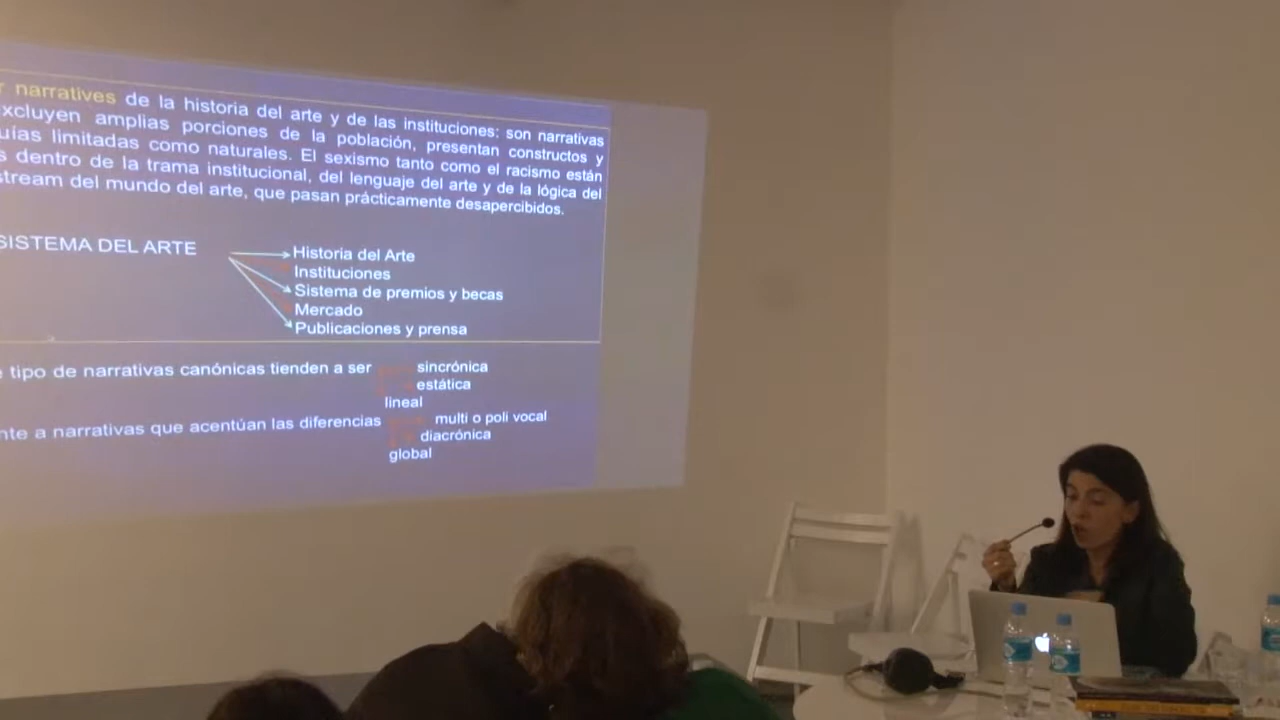 narratives de la historia del arte y de las instituciones: son narrativas
xcluyen amplias porciones de la población, presentan constructos y
uías limitadas como naturales. El sexismo tanto como el racismo están
s dentro de la trama institucional, del lenguaje del arte y de la lógica del
stream del mundo del arte, que pasan prácticamente desapercibidos.
SISTEMA DEL ARTE
Historia del Arte
Instituciones
Sistema de premios y becas
Mercado
Publicaciones y prensa
tipo de narrativas canónicas tienden a ser
sincrónica
estática
lineal
nte a narrativas que acentúan las diferencias
multi o poli vocal
diacrónica
global